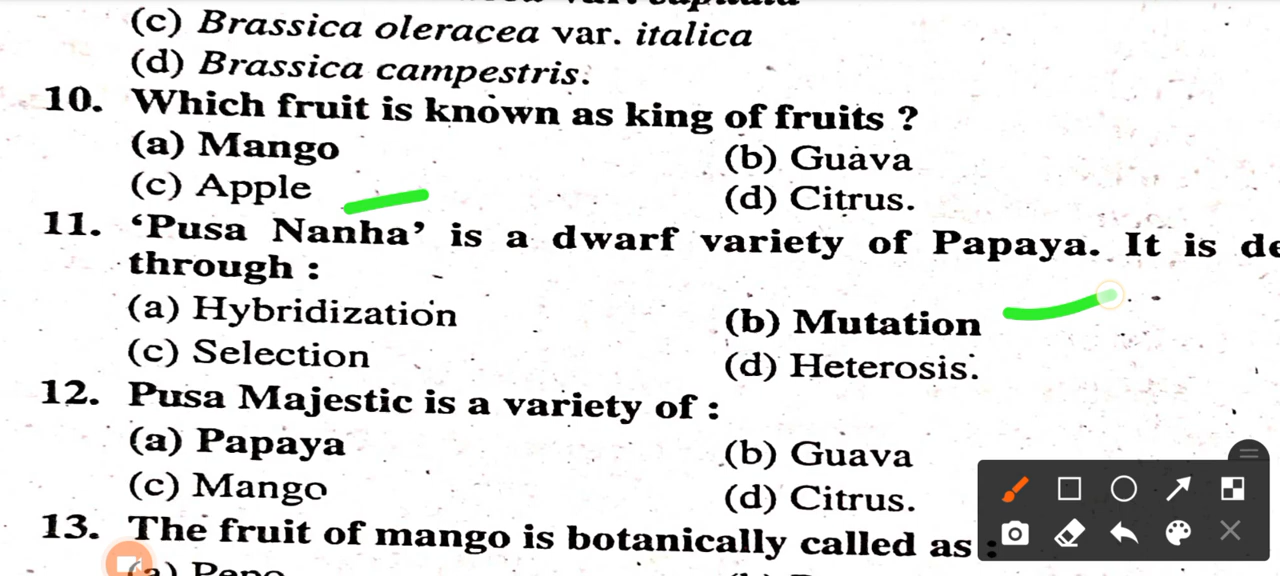 (c) Brassica oleracea var. italica
(d) Brassica campestris.
10. Which fruit is known as king of fruits ?
(a) Mango (b) Guava
(c) Apple (d) Citrus.
11. ‘Pusa Nanha’ is a dwarf variety of Papaya. It is
through :
(a) Hybridization (b) Mutation
(c) Selection (d) Heterosis.
12. Pusa Majestic is a variety of :
(a) Papaya (b) Guava
(c) Mango (d) Citrus.
13. The fruit of mango is botanically called as :